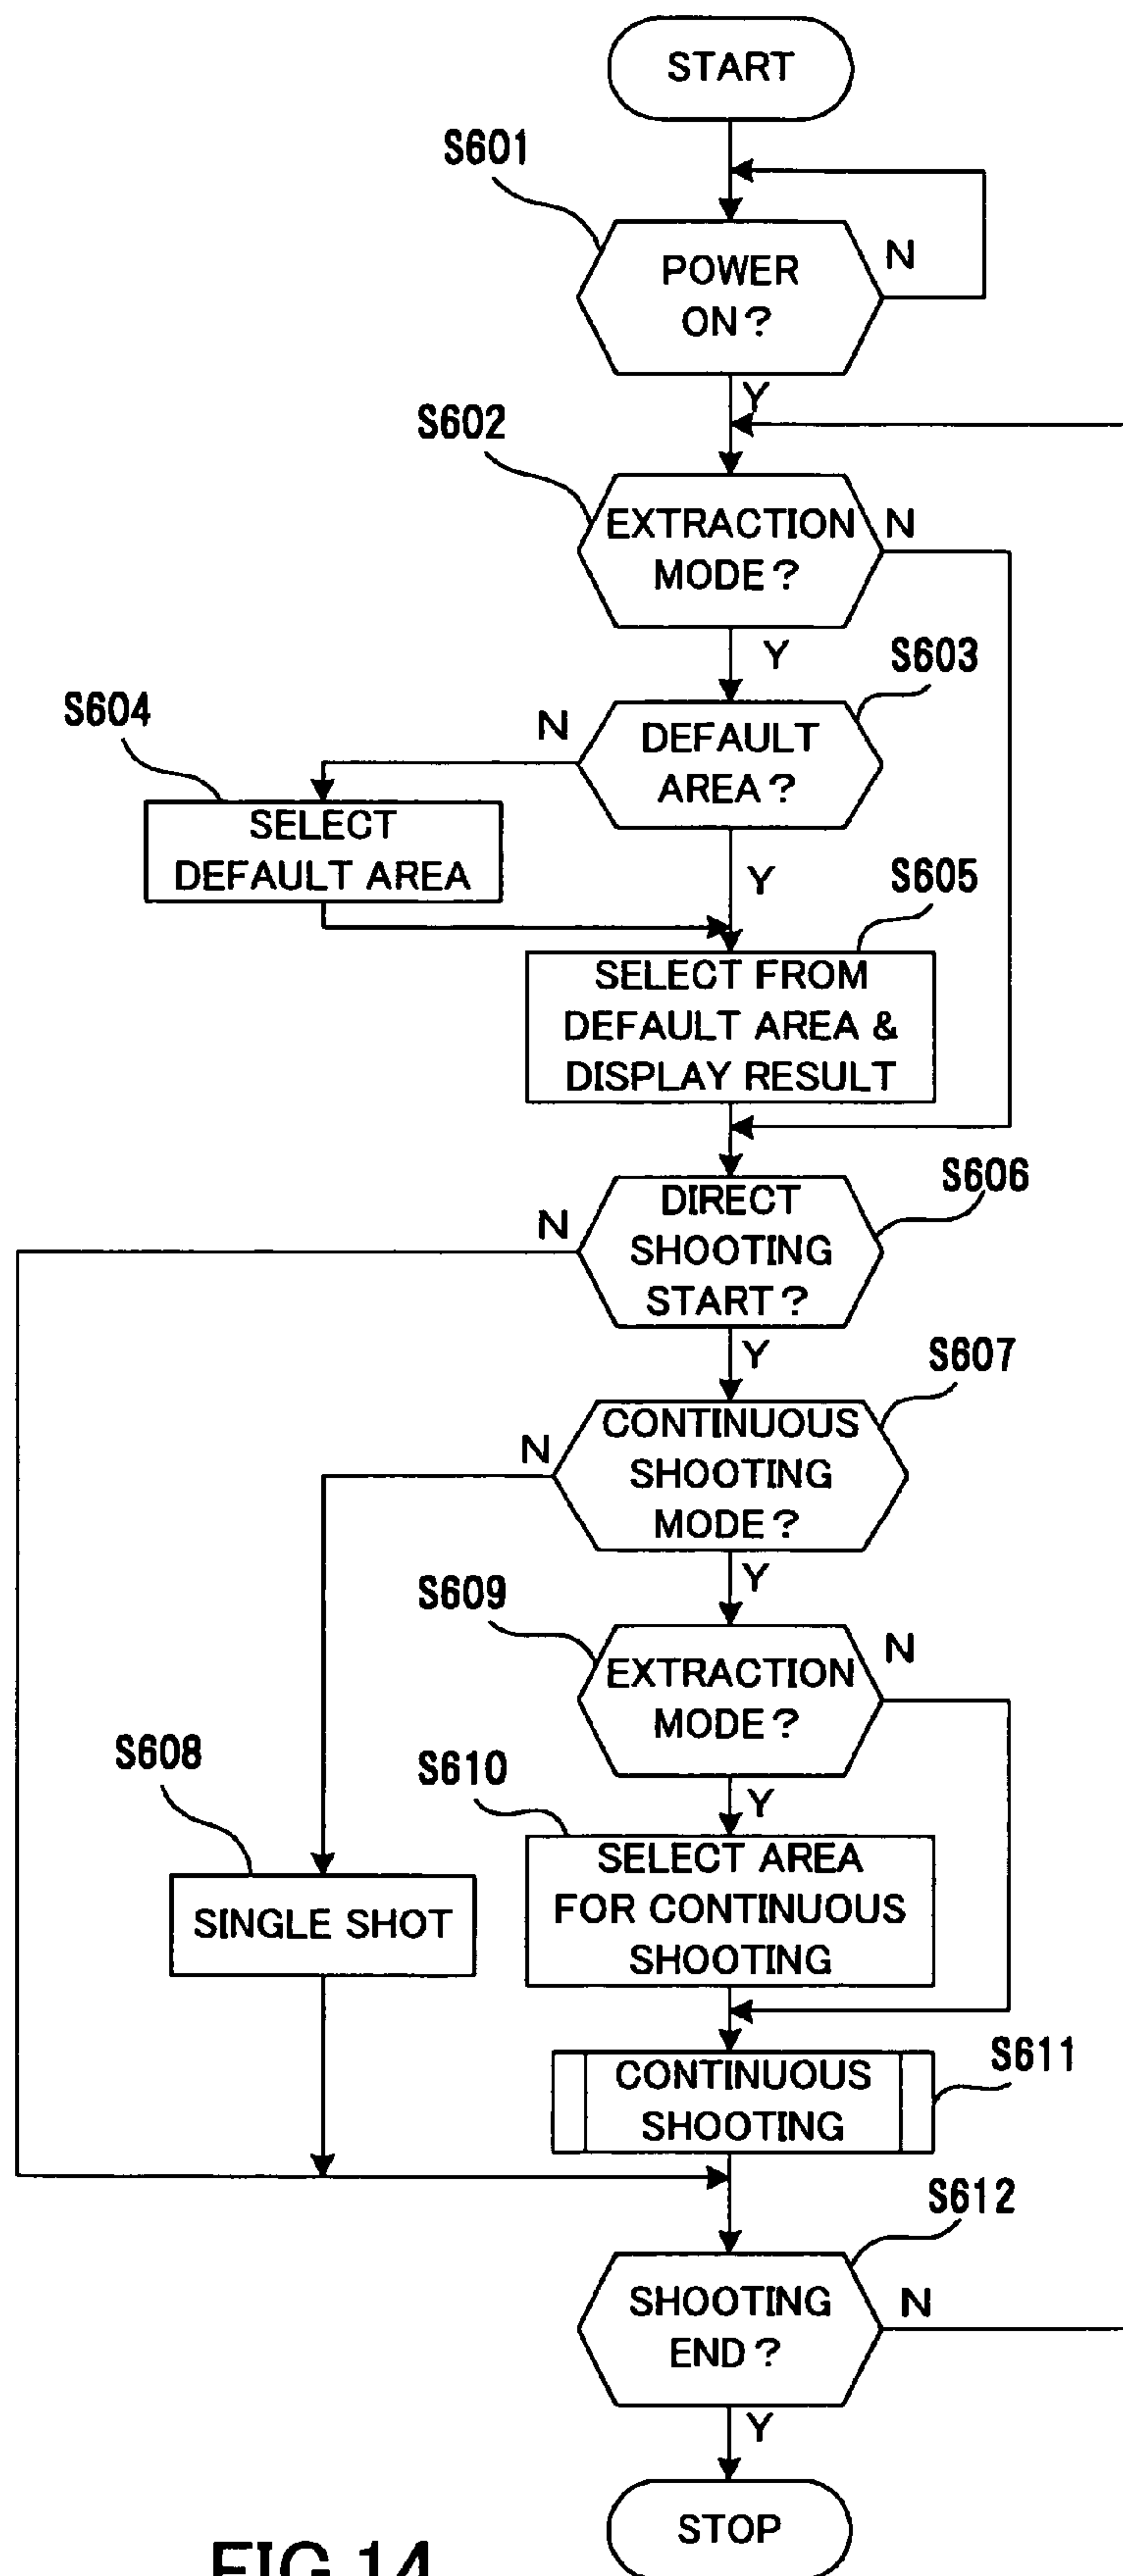 START
S601
POWER
ON?
N
Y
S602
EXTRACTION
MODE?
N
Y
S603
DEFAULT
AREA?
N
S604
SELECT
DEFAULT AREA
Y
S605
SELECT FROM
DEFAULT AREA &
DISPLAY RESULT
S606
DIRECT
SHOOTING
START?
N
Y
S607
CONTINUOUS
SHOOTING
MODE?
N
Y
S609
EXTRACTION
MODE?
N
S608
SINGLE SHOT
S610
Y
SELECT AREA
FOR CONTINUOUS
SHOOTING
S611
CONTINUOUS
SHOOTING
S612
SHOOTING
END?
N
Y
STOP
FIG.14